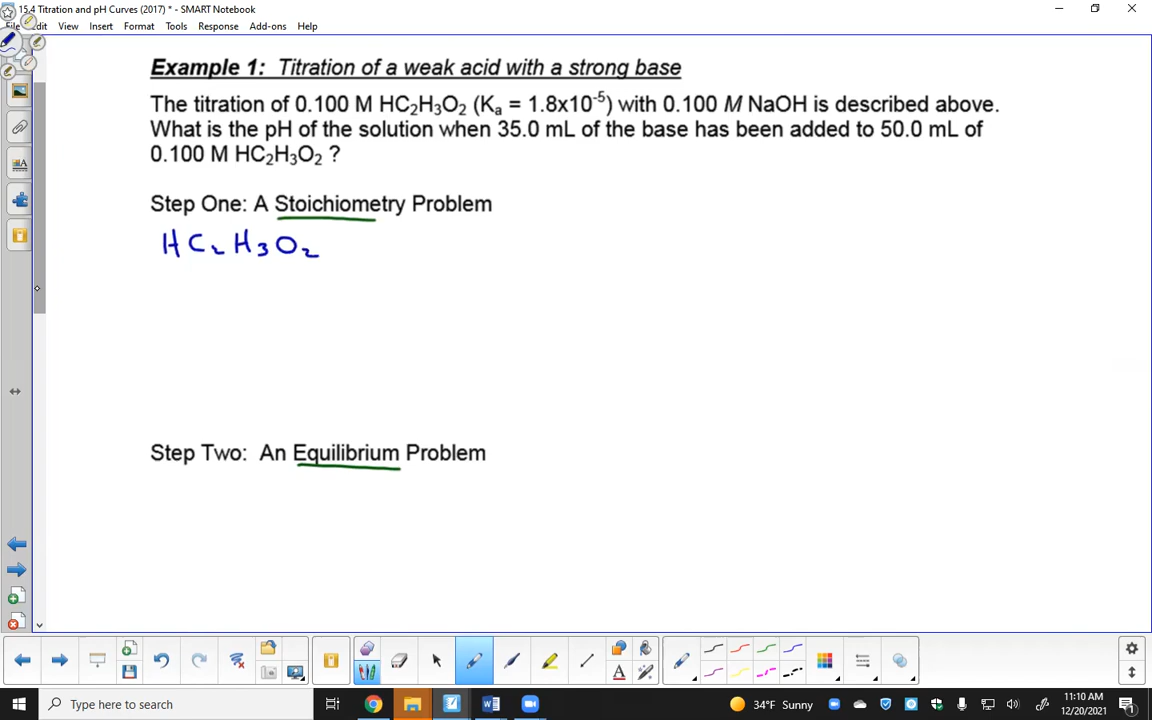 15.4 Titration and pH Curves (2017) * - SMART Notebook
File Edit View Insert Format Tools Response Add-ons Help
Example 1: Titration of a weak acid with a strong base
The titration of 0.100 M HC₂H₃O₂ (Kₐ = 1.8x10⁻⁵) with 0.100 M NaOH is described above.
What is the pH of the solution when 35.0 mL of the base has been added to 50.0 mL of
0.100 M HC₂H₃O₂ ?
Step One: A Stoichiometry Problem
HC₂H₃O₂
Step Two: An Equilibrium Problem
Type here to search
34°F Sunny
11:10 AM
12/20/2021